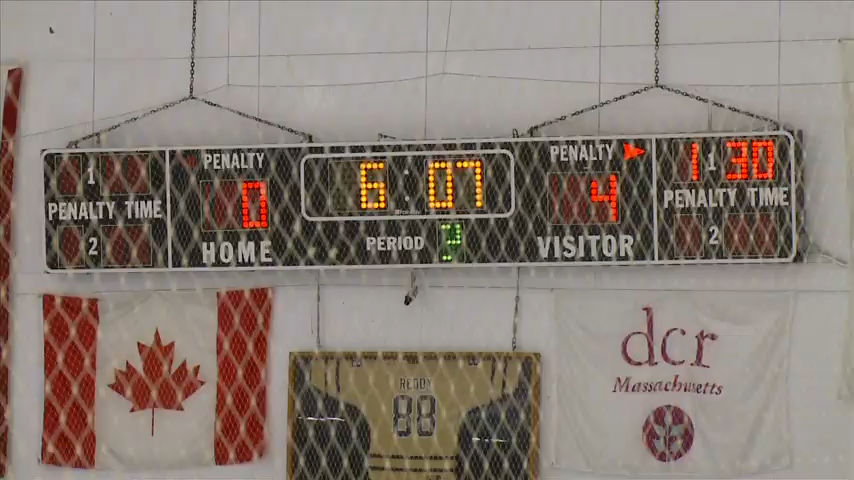 PENALTY
PENALTY
1
6:07
1 1 30
PENALTY TIME
0
4
PENALTY TIME
2
HOME
PERIOD
VISITOR
2
dcr
Massachusetts
REDDY
88